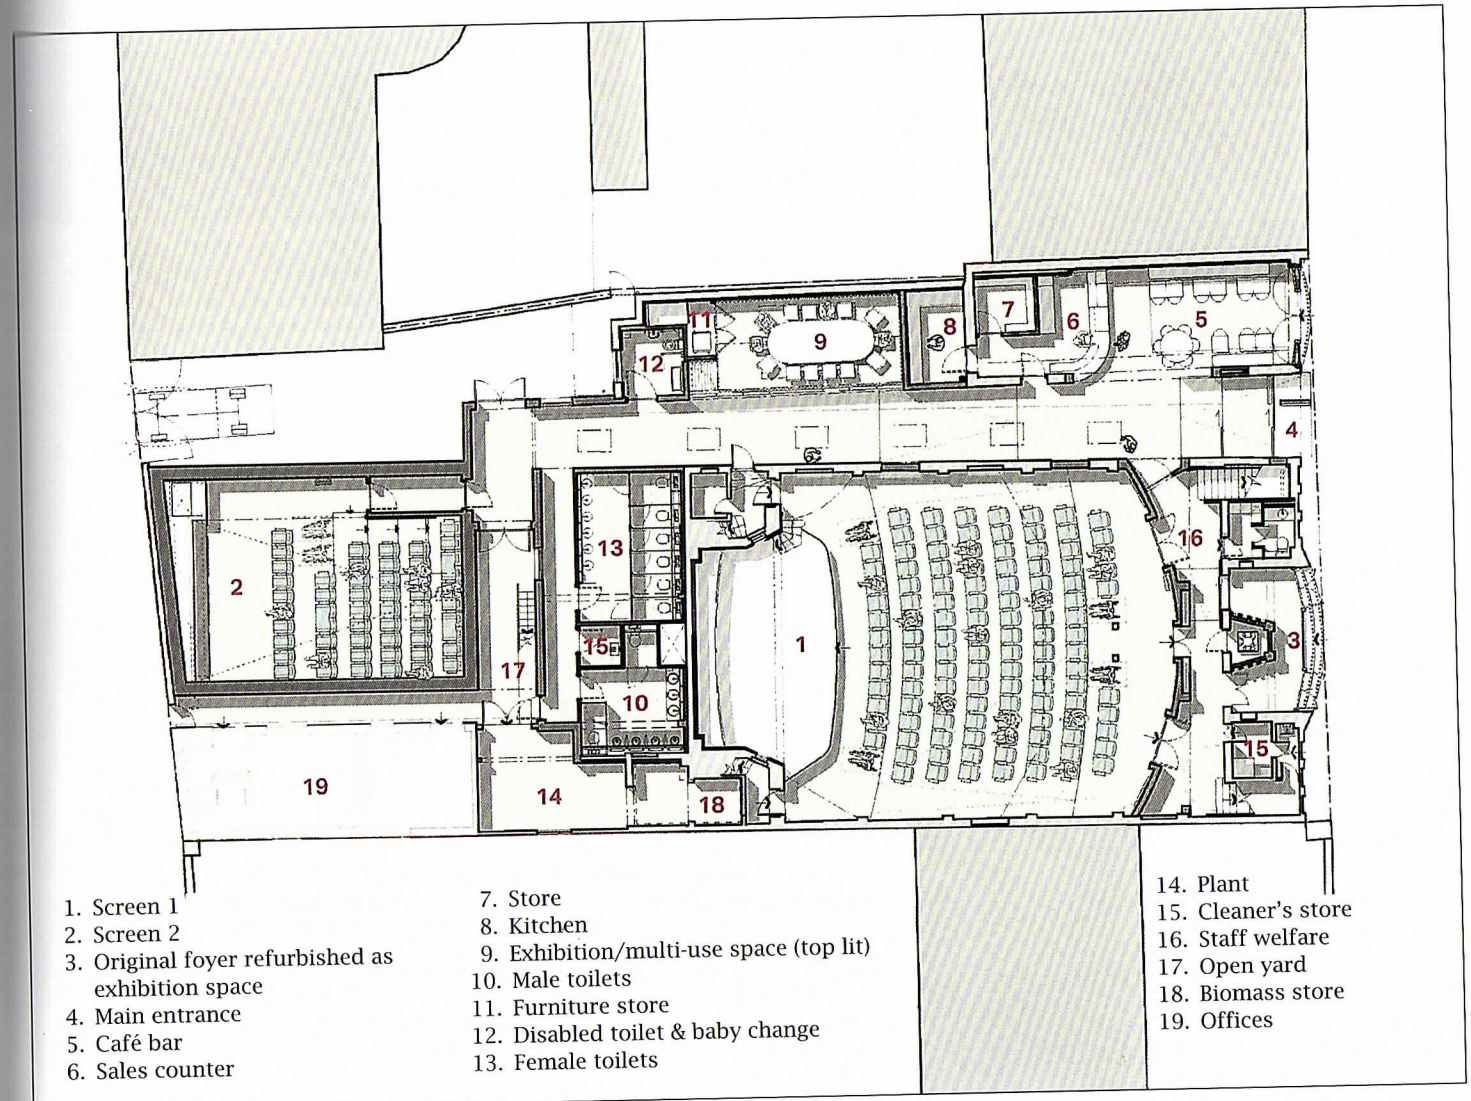 11
7
6
5
8
9
12
4
13
16
2
1
3
15
17
10
15
19
14
18
1. Screen 1
2. Screen 2
3. Original foyer refurbished as
exhibition space
4. Main entrance
5. Café bar
6. Sales counter
7. Store
8. Kitchen
9. Exhibition/multi-use space (top lit)
10. Male toilets
11. Furniture store
12. Disabled toilet & baby change
13. Female toilets
14. Plant
15. Cleaner's store
16. Staff welfare
17. Open yard
18. Biomass store
19. Offices